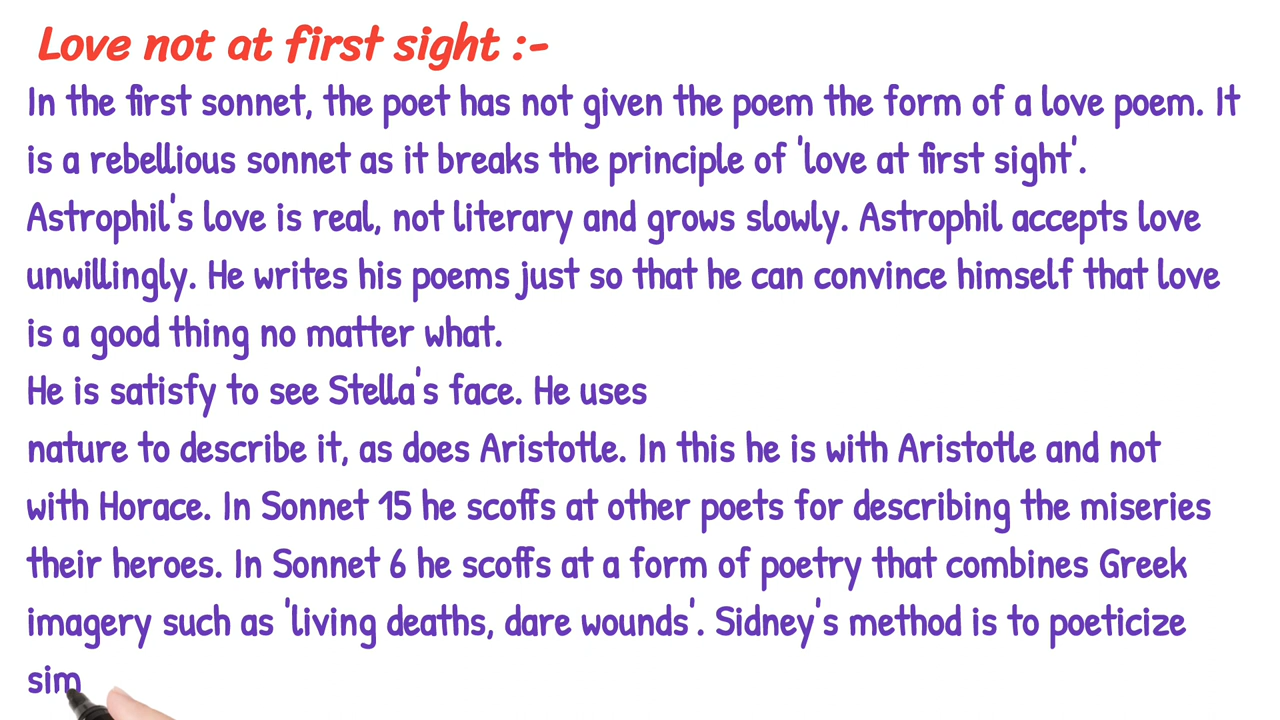 Love not at first sight :-
In the first sonnet, the poet has not given the poem the form of a love poem. It
is a rebellious sonnet as it breaks the principle of 'love at first sight'.
Astrophil's love is real, not literary and grows slowly. Astrophil accepts love
unwillingly. He writes his poems just so that he can convince himself that love
is a good thing no matter what.
He is satisfy to see Stella's face. He uses
nature to describe it, as does Aristotle. In this he is with Aristotle and not
with Horace. In Sonnet 15 he scoffs at other poets for describing the miseries
their heroes. In Sonnet 6 he scoffs at a form of poetry that combines Greek
imagery such as 'living deaths, dare wounds'. Sidney's method is to poeticize
sim